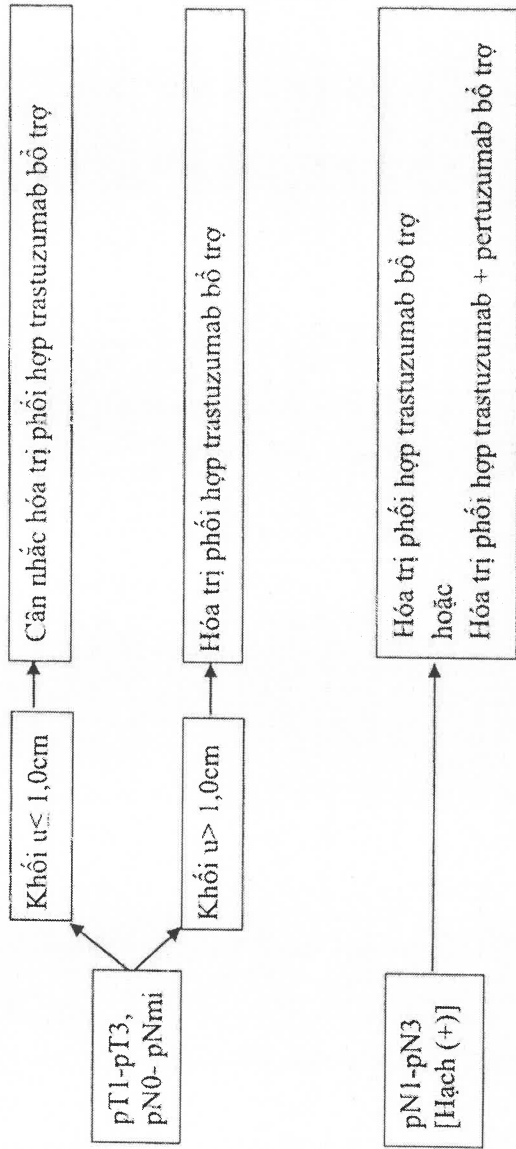 pT1-pT3,
pN0- pNmi
Khối u≤ 1,0cm
Cân nhắc hóa trị phối hợp trastuzumab bổ trợ
Khối u> 1,0cm
Hóa trị phối hợp trastuzumab bổ trợ
pN1-pN3
[Hạch (+)]
Hóa trị phối hợp trastuzumab bổ trợ
hoặc
Hóa trị phối hợp trastuzumab + pertuzumab bổ trợ